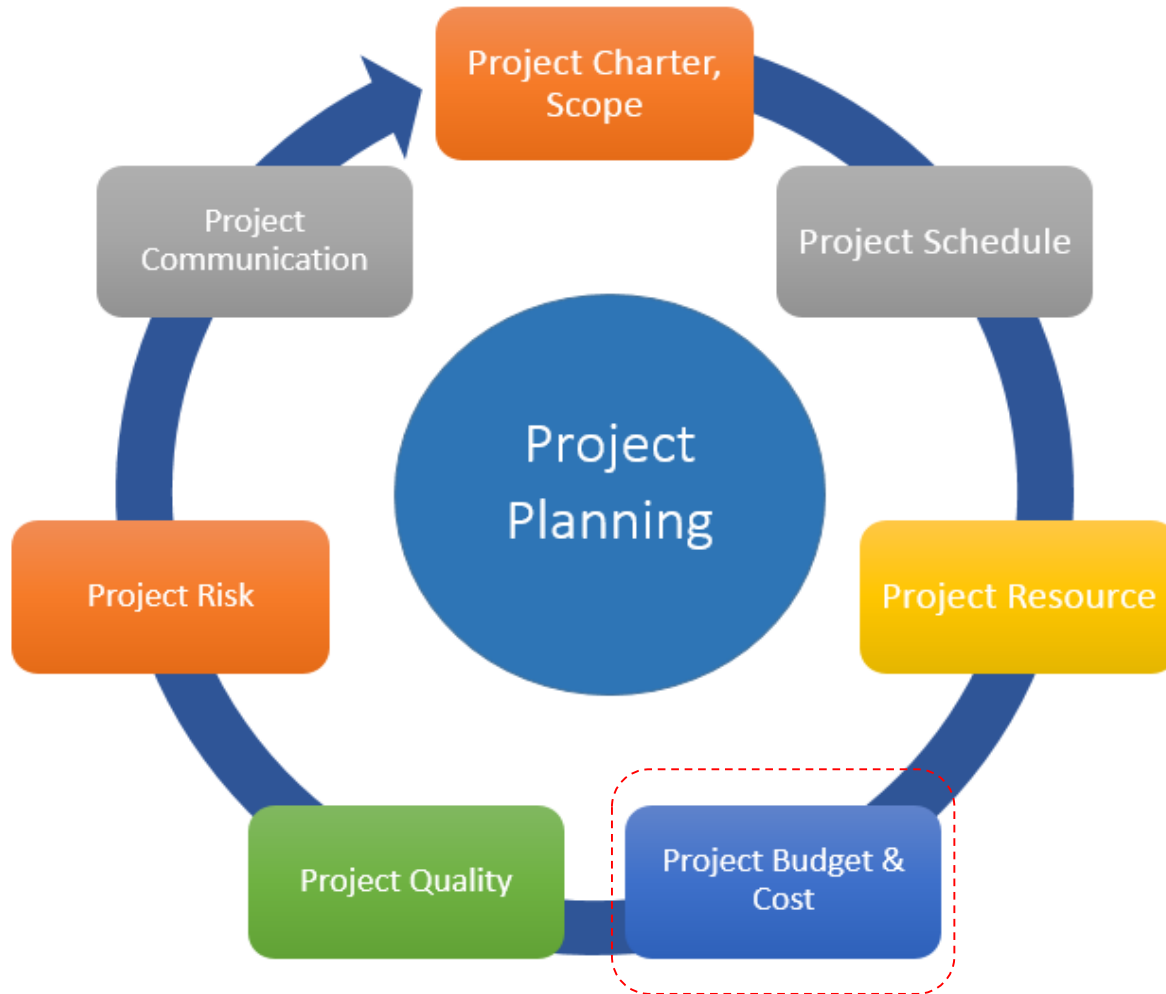 Project Charter,
Scope
Project Schedule
Project Resource
Project Budget &
Cost
Project Quality
Project Risk
Project
Communication
Project
Planning